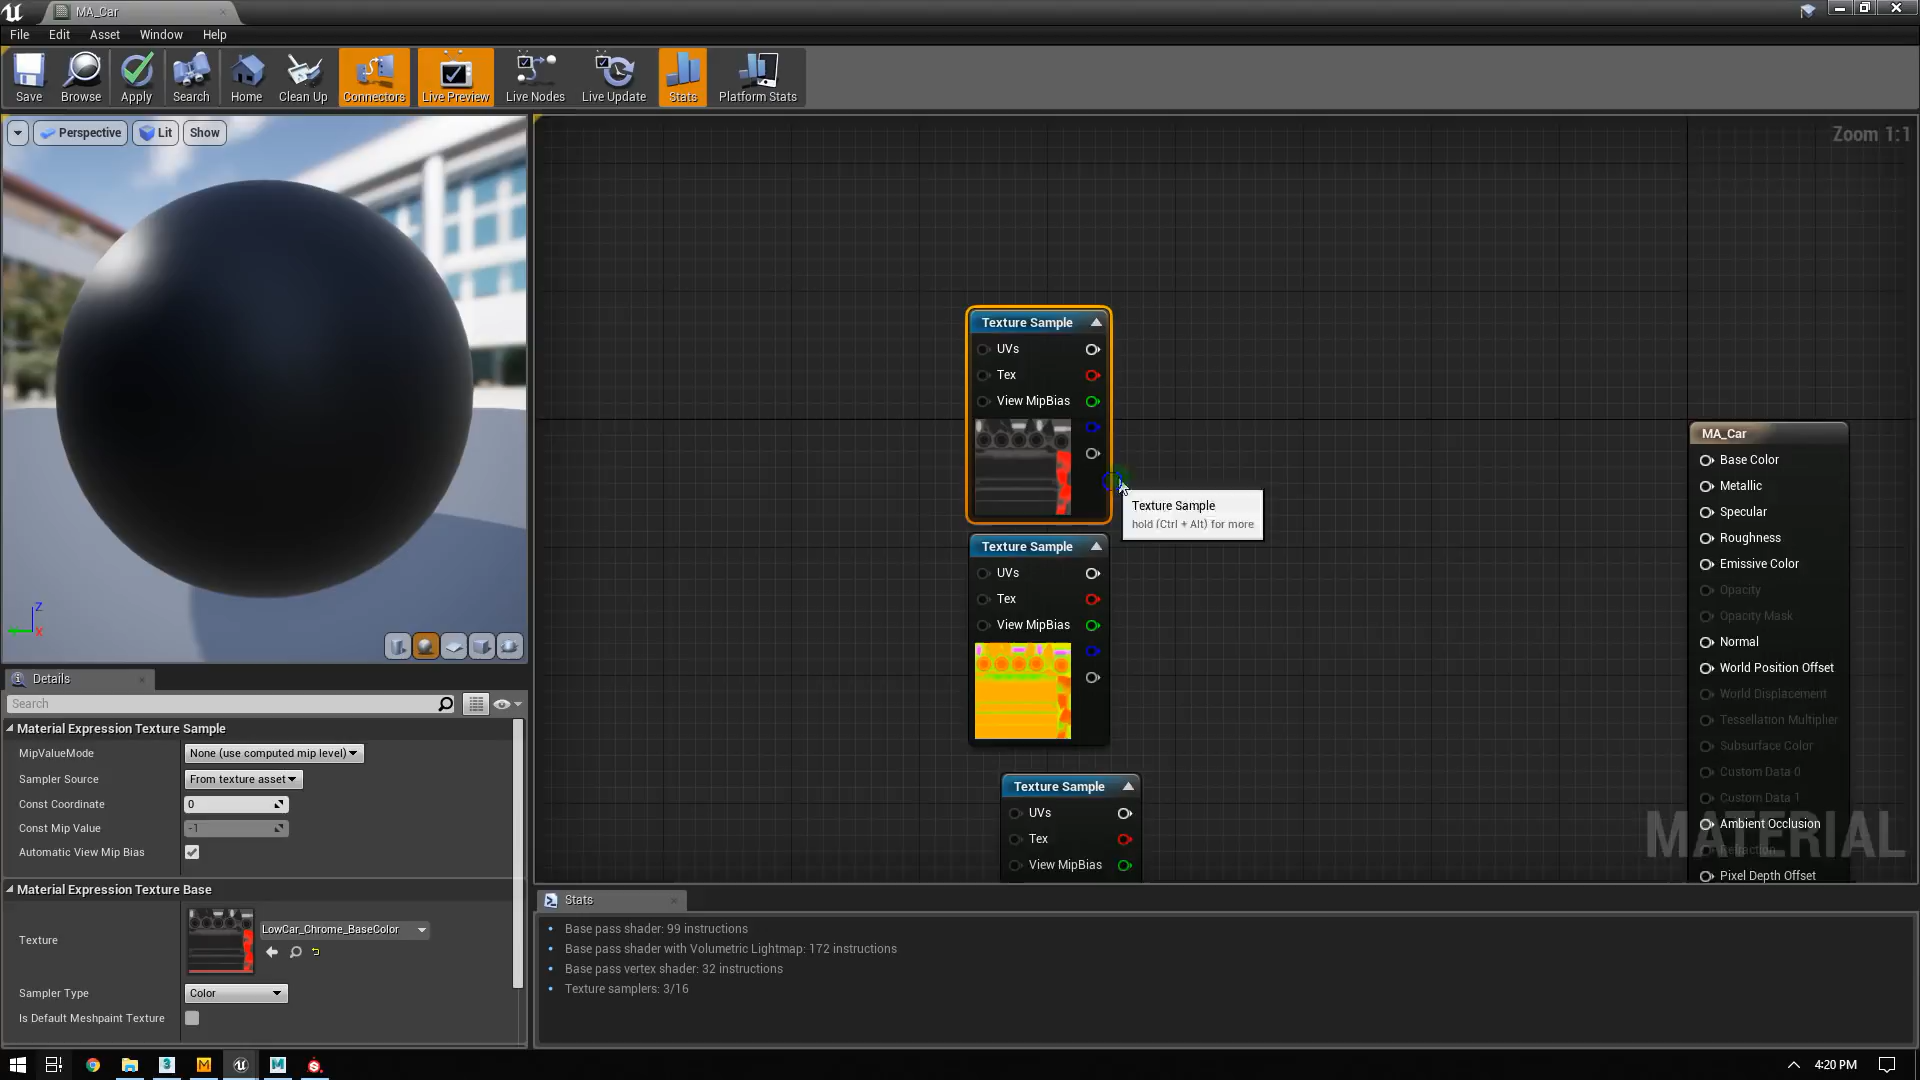 MA_Car
File Edit Asset Window Help
Save Browse Apply Search Home Clean Up Connectors Live Preview Live Nodes Live Update Stats Platform Stats
Perspective Lit Show
Zoom 1:1
Texture Sample
UVs
Tex
View MipBias
Texture Sample
hold (Ctrl + Alt) for more
Texture Sample
UVs
Tex
View MipBias
Texture Sample
UVs
Tex
View MipBias
MA_Car
Base Color
Metallic
Specular
Roughness
Emissive Color
Opacity
Opacity Mask
Normal
World Position Offset
World Displacement
Tessellation Multiplier
Subsurface Color
Custom Data 0
Custom Data 1
Ambient Occlusion
Refraction
Pixel Depth Offset
MATERIAL
Z
X
Details
Search
Material Expression Texture Sample
MipValueMode None (use computed mip level)
Sampler Source From texture asset
Const Coordinate 0
Const Mip Value -1
Automatic View Mip Bias
Material Expression Texture Base
Texture LowCar_Chrome_BaseColor
Sampler Type Color
Is Default Meshpaint Texture
Stats
Base pass shader: 99 instructions
Base pass shader with Volumetric Lightmap: 172 instructions
Base pass vertex shader: 32 instructions
Texture samplers: 3/16
4:20 PM